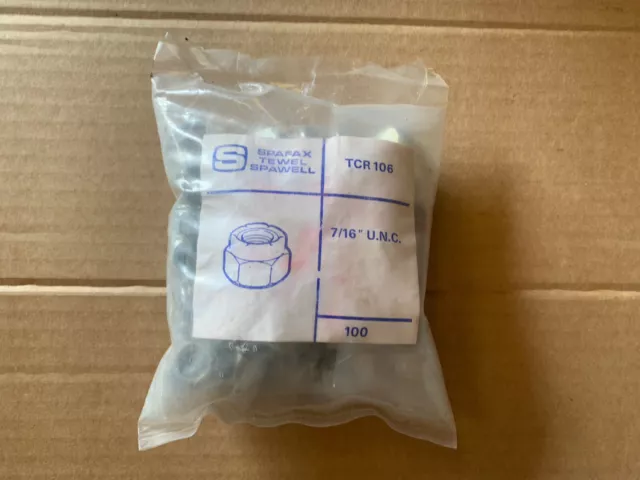 S
SPAFAX
TEWEL
SPAWELL
TCR 106
7/16" U.N.C.
100